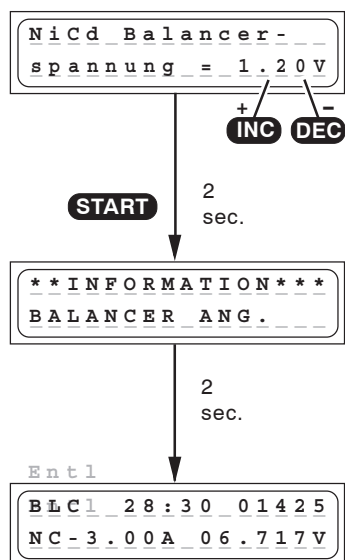 NiCd Balancer-
spannung = 1.20V
+ -
INC DEC
START
2
sec.
**INFORMATION***
BALANCER ANG.
2
sec.
Entl
BLC 28:30 01425
NC-3.00A 06.717V